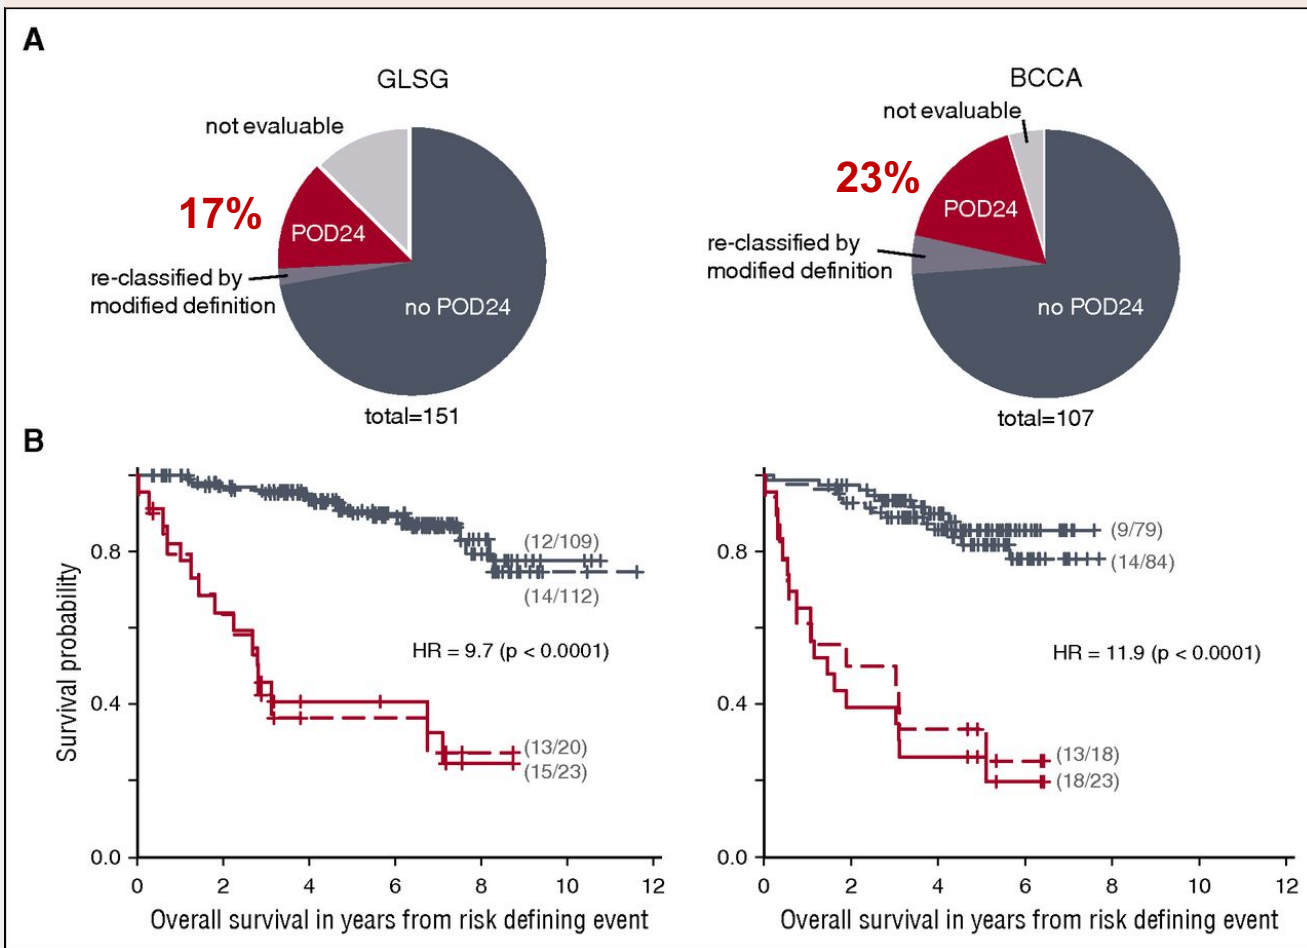 A
GLSG
not evaluable
17%
POD24
re-classified by
modified definition
no POD24
total=151
BCCA
not evaluable
23%
POD24
re-classified by
modified definition
no POD24
total=107
B
Survival probability
0.8
0.4
0.0
(12/109)
(14/112)
HR = 9.7 (p < 0.0001)
(13/20)
(15/23)
0 2 4 6 8 10 12
Overall survival in years from risk defining event
0.8
0.4
0.0
(9/79)
(14/84)
HR = 11.9 (p < 0.0001)
(13/18)
(18/23)
0 2 4 6 8 10 12
Overall survival in years from risk defining event